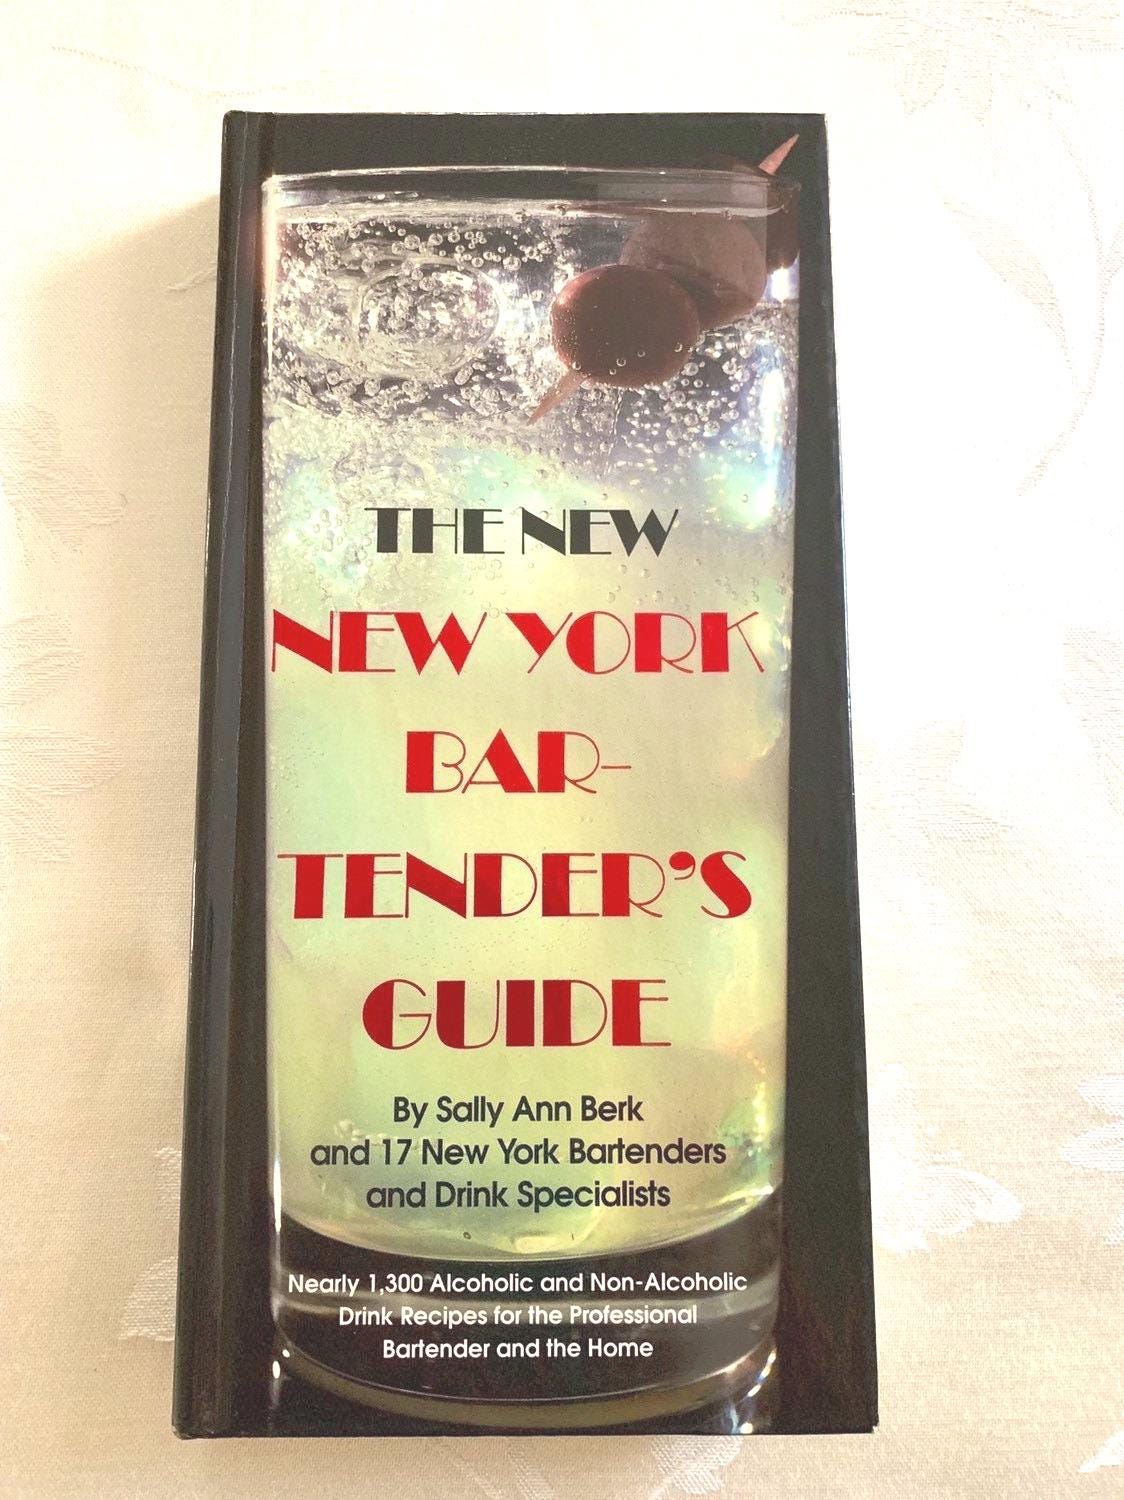 THE NEW
NEW YORK
BAR-
TENDER'S
GUIDE
By Sally Ann Berk
and 17 New York Bartenders
and Drink Specialists
Nearly 1,300 Alcoholic and Non-Alcoholic
Drink Recipes for the Professional
Bartender and the Home